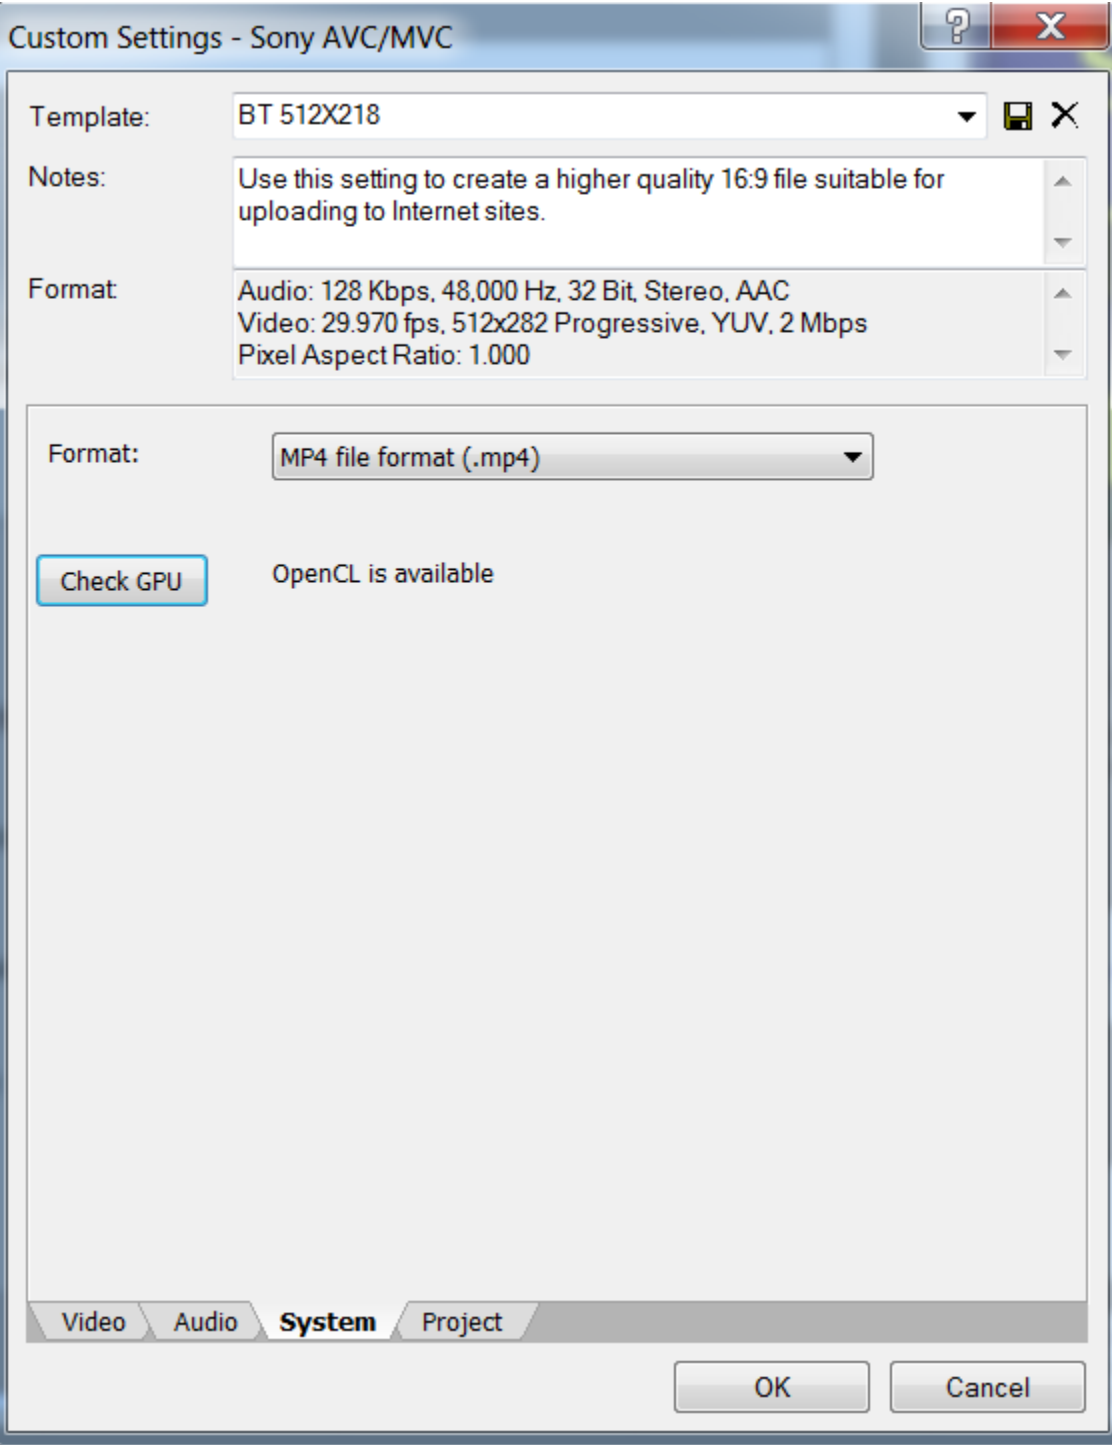 Custom Settings - Sony AVC/MVC
Template: BT 512X218
Notes: Use this setting to create a higher quality 16:9 file suitable for
uploading to Internet sites.
Format: Audio: 128 Kbps, 48,000 Hz, 32 Bit, Stereo, AAC
Video: 29.970 fps, 512x282 Progressive, YUV, 2 Mbps
Pixel Aspect Ratio: 1.000
Format: MP4 file format (.mp4)
Check GPU OpenCL is available
Video Audio System Project
OK Cancel